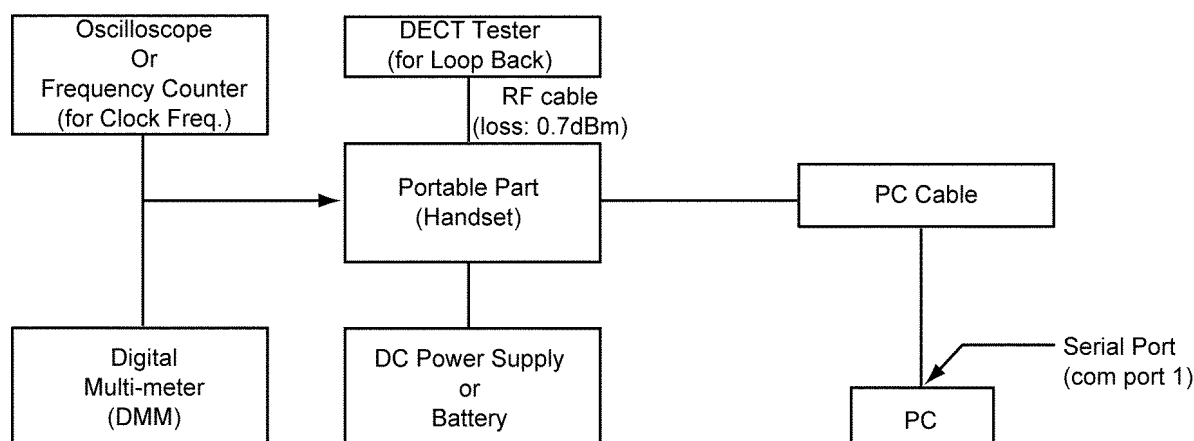 Oscilloscope
Or
Frequency Counter
(for Clock Freq.)
DECT Tester
(for Loop Back)
RF cable
(loss: 0.7dBm)
Portable Part
(Handset)
PC Cable
Digital
Multi-meter
(DMM)
DC Power Supply
or
Battery
Serial Port
(com port 1)
PC